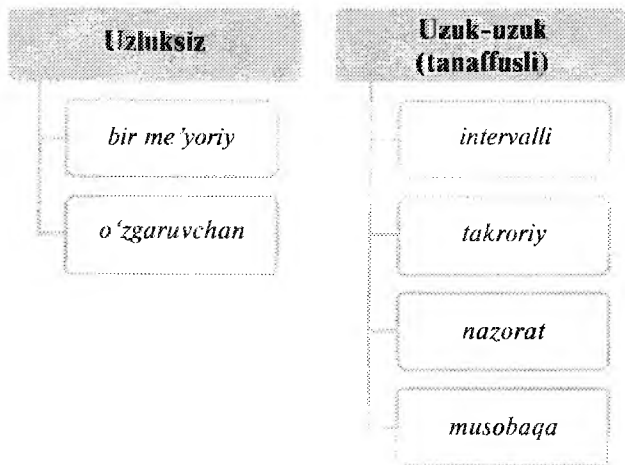 Uzluksiz
bir me’yoriy
o‘zgaruvchan
Uzuk-uzuk
(tanaffusli)
intervalli
takroriy
nazorat
musobaqa